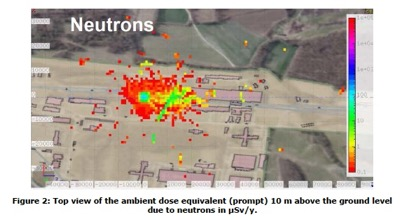 Neutrons
Figure 2: Top view of the ambient dose equivalent (prompt) 10 m above the ground level
due to neutrons in µSv/y.